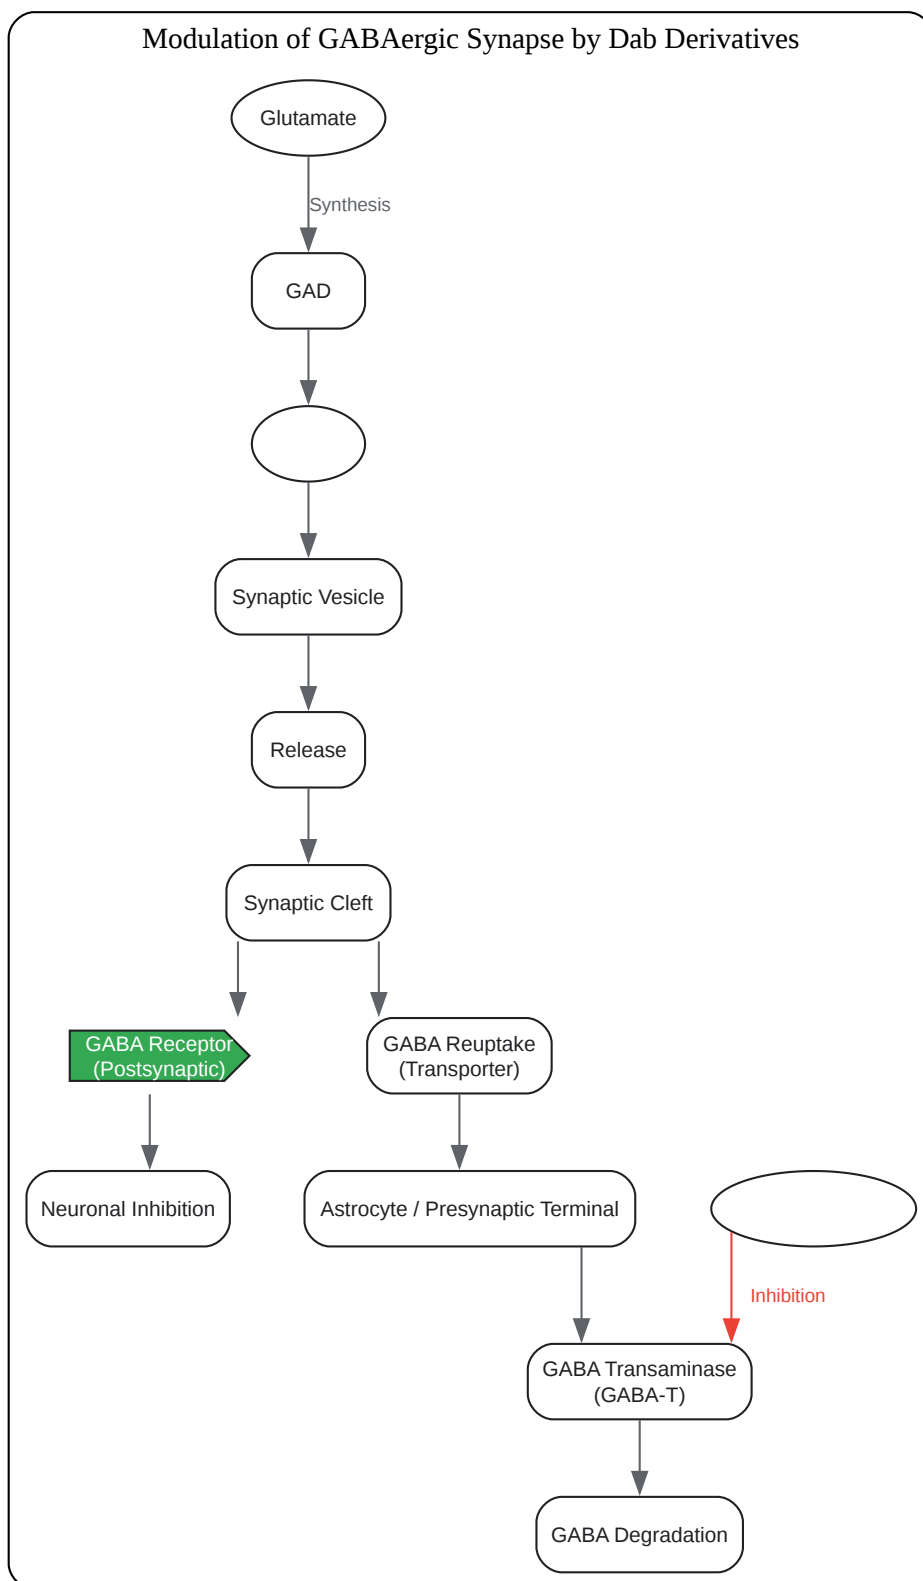 Modulation of GABAergic Synapse by Dab Derivatives
Glutamate
Synthesis
GAD
Synaptic Vesicle
Release
Synaptic Cleft
GABA Receptor
(Postsynaptic)
GABA Reuptake
(Transporter)
Neuronal Inhibition
Astrocyte / Presynaptic Terminal
Inhibition
GABA Transaminase
(GABA-T)
GABA Degradation